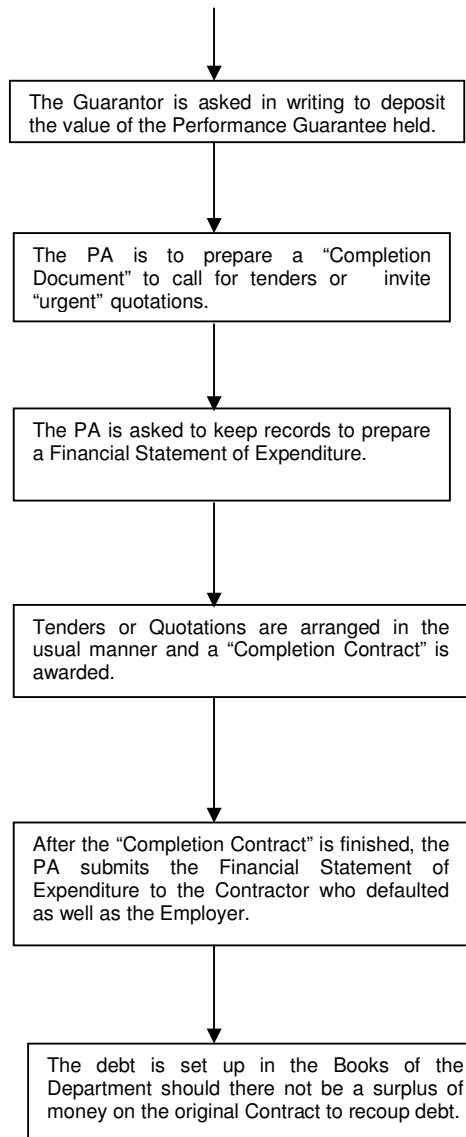 The Guarantor is asked in writing to deposit
the value of the Performance Guarantee held.
The PA is to prepare a “Completion
Document” to call for tenders or invite
“urgent” quotations.
The PA is asked to keep records to prepare
a Financial Statement of Expenditure.
Tenders or Quotations are arranged in the
usual manner and a “Completion Contract” is
awarded.
After the “Completion Contract” is finished, the
PA submits the Financial Statement of
Expenditure to the Contractor who defaulted
as well as the Employer.
The debt is set up in the Books of the
Department should there not be a surplus of
money on the original Contract to recoup debt.